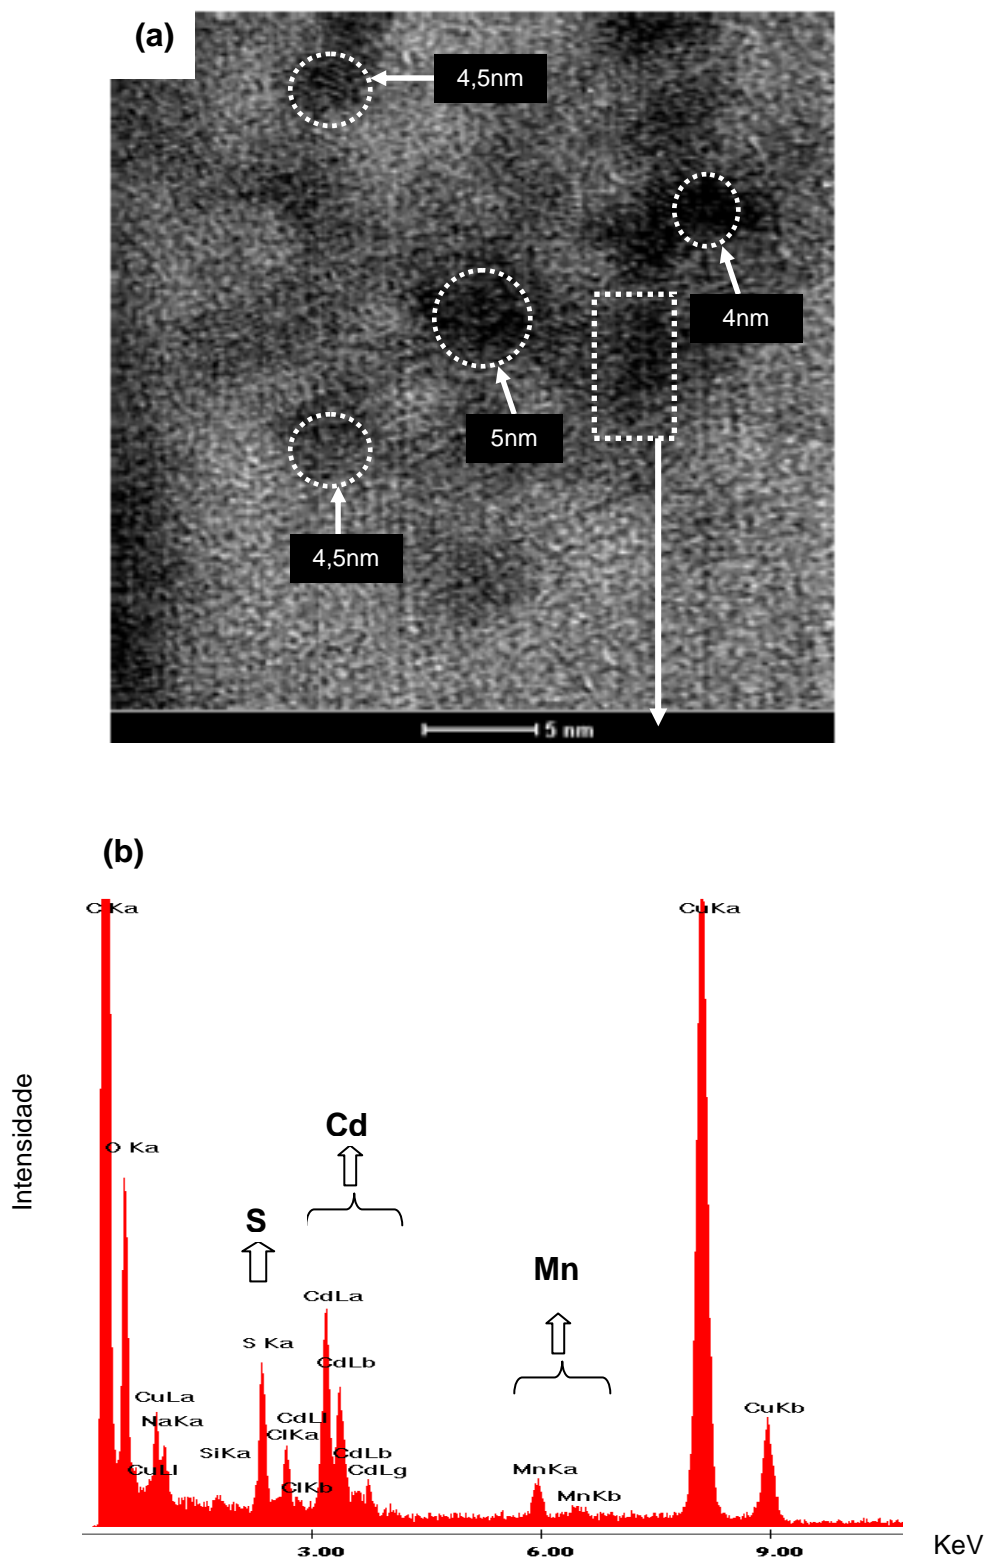 (a)
4,5nm
4nm
5nm
4,5nm
5 nm
(b)
C Ka
CuKa
Intensidade
Cd
O Ka
S
Mn
CdLa
S Ka
CdLb
CuLa
NaKa
CdLl
ClKa
CuKb
SiKa
CdLb
CuLl
CdLg
MnKa
ClKb
MnKb
3.00
6.00
9.00
KeV